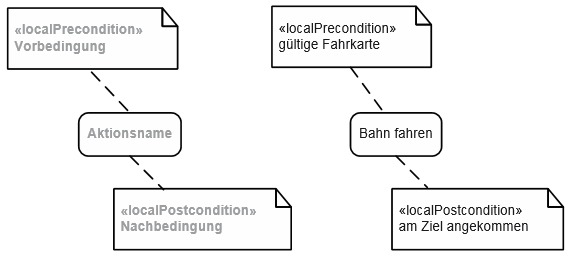 «localPrecondition»
Vorbedingung
Aktionsname
«localPostcondition»
Nachbedingung
«localPrecondition»
gültige Fahrkarte
Bahn fahren
«localPostcondition»
am Ziel angekommen